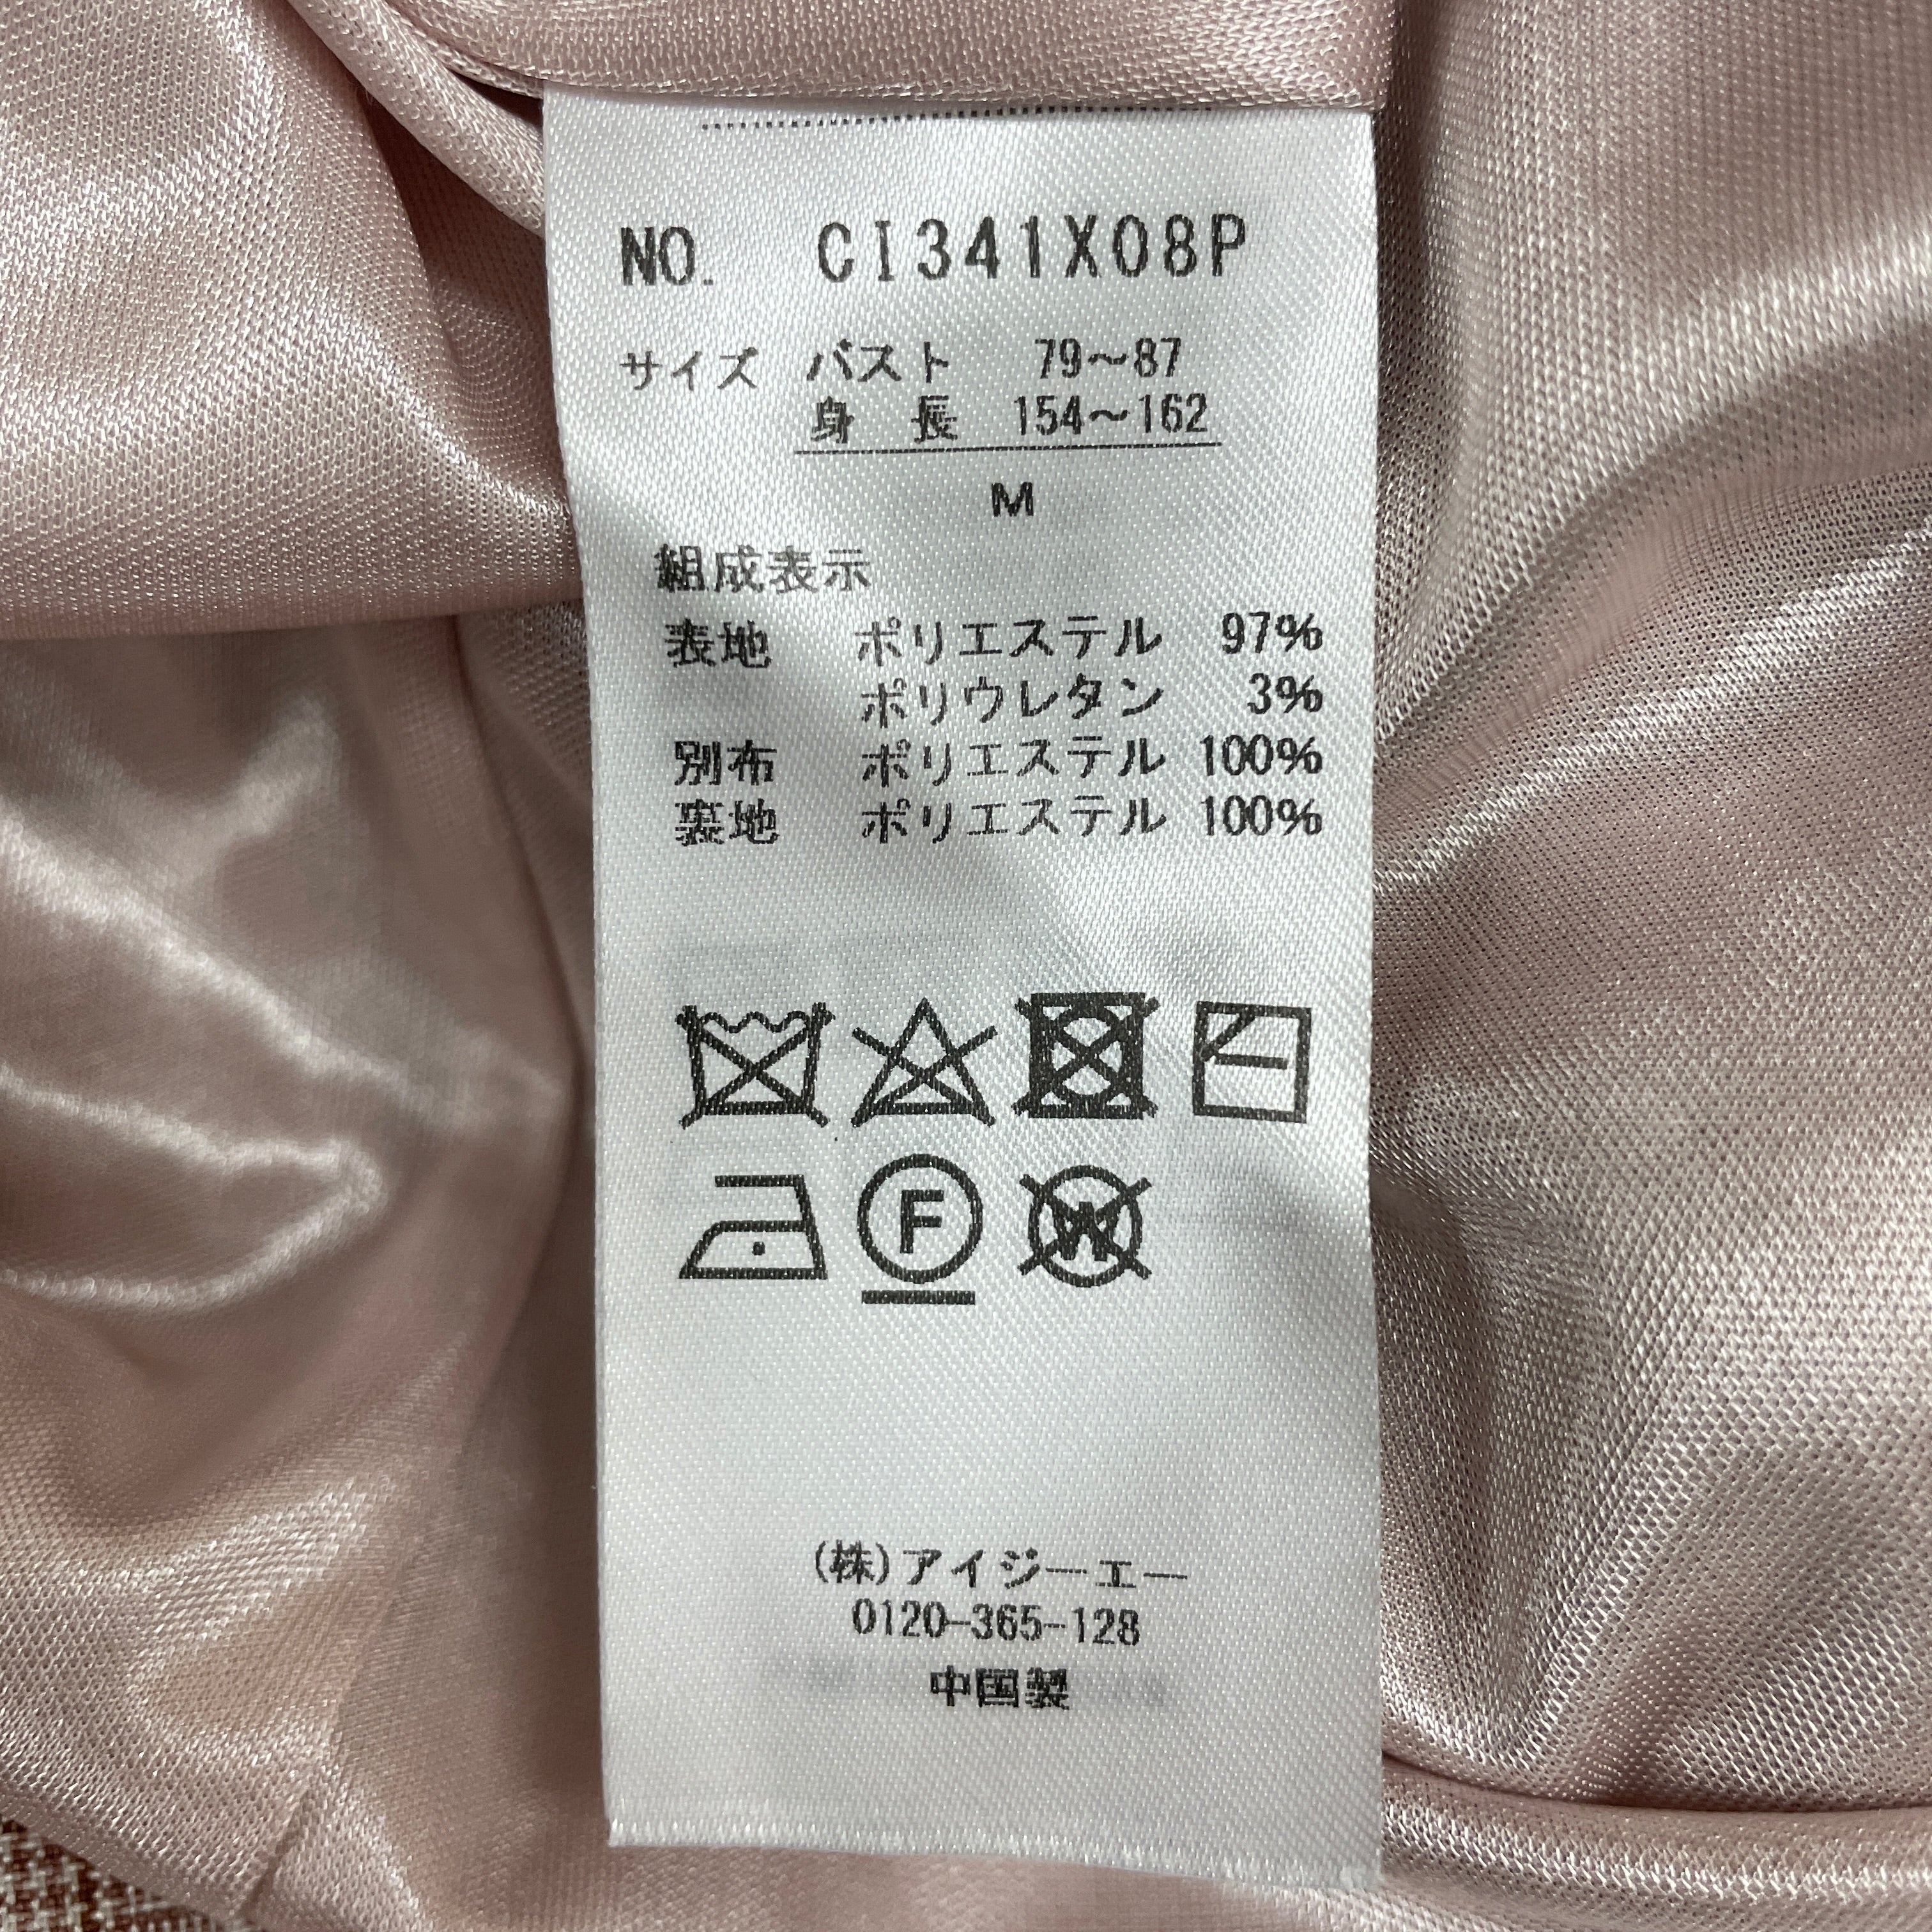 NO. CI341X08P
サイズ バスト 79～87
身長 154～162
M
組成表示
表地 ポリエステル 97%
ポリウレタン 3%
別布 ポリエステル 100%
裏地 ポリエステル 100%
F W
(株)アイジーエー
0120-365-128
中国製